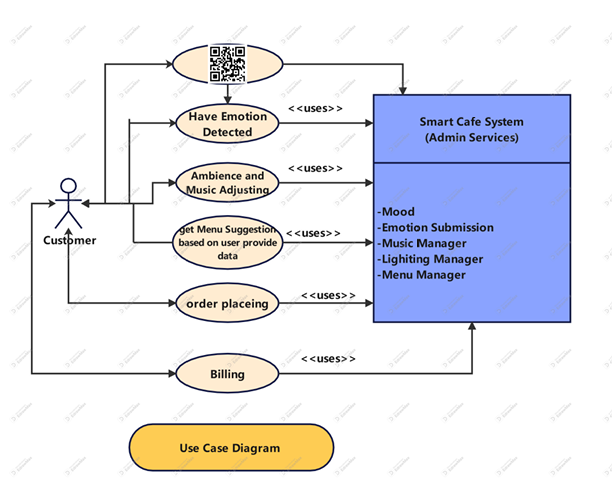 Have Emotion
Detected
<<uses>>
Smart Cafe System
(Admin Services)
Ambience and
Music Adjusting
<<uses>>
Customer
get Menu Suggestion
based on user provide
data
<<uses>>
-Mood
-Emotion Submission
-Music Manager
-Lighiting Manager
-Menu Manager
order placeing
<<uses>>
Billing
<<uses>>
Use Case Diagram